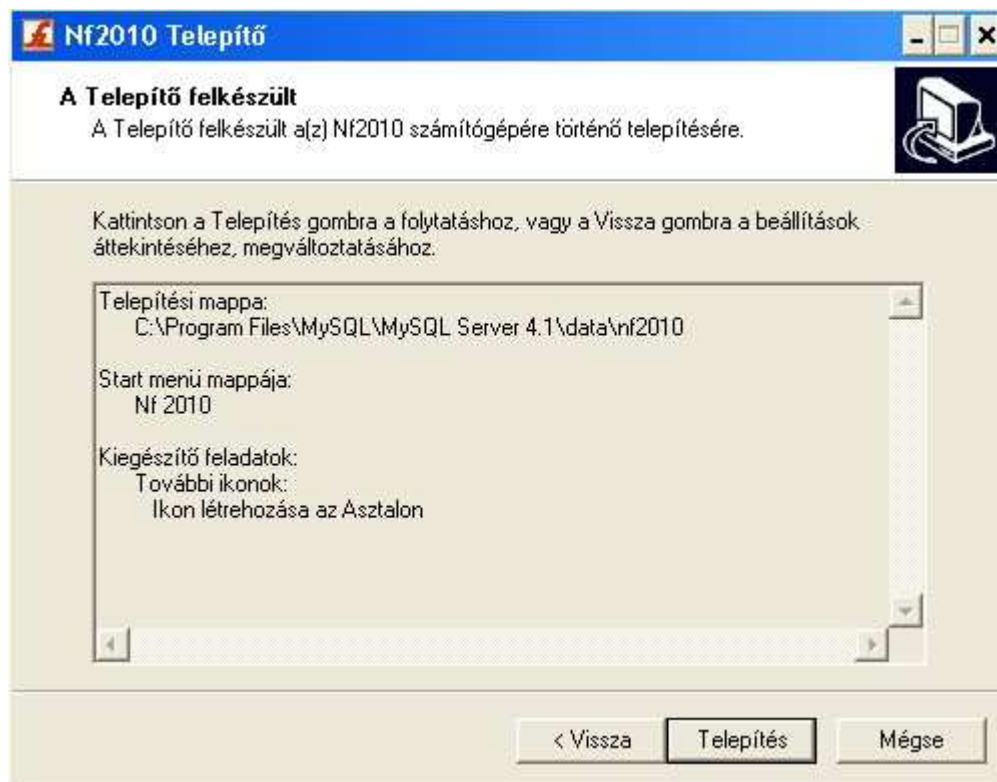 Nf2010 Telepítő
A Telepítő felkészült
A Telepítő felkészült a(z) Nf2010 számítógépére történő telepítésére.
Kattintson a Telepítés gombra a folytatáshoz, vagy a Vissza gombra a beállítások
áttekintéséhez, megváltoztatásához.
Telepítési mappa:
C:\Program Files\MySQL\MySQL Server 4.1\data\nf2010
Start menü mappája:
Nf 2010
Kiegészítő feladatok:
További ikonok:
Ikon létrehozása az Asztalon
< Vissza
Telepítés
Mégse